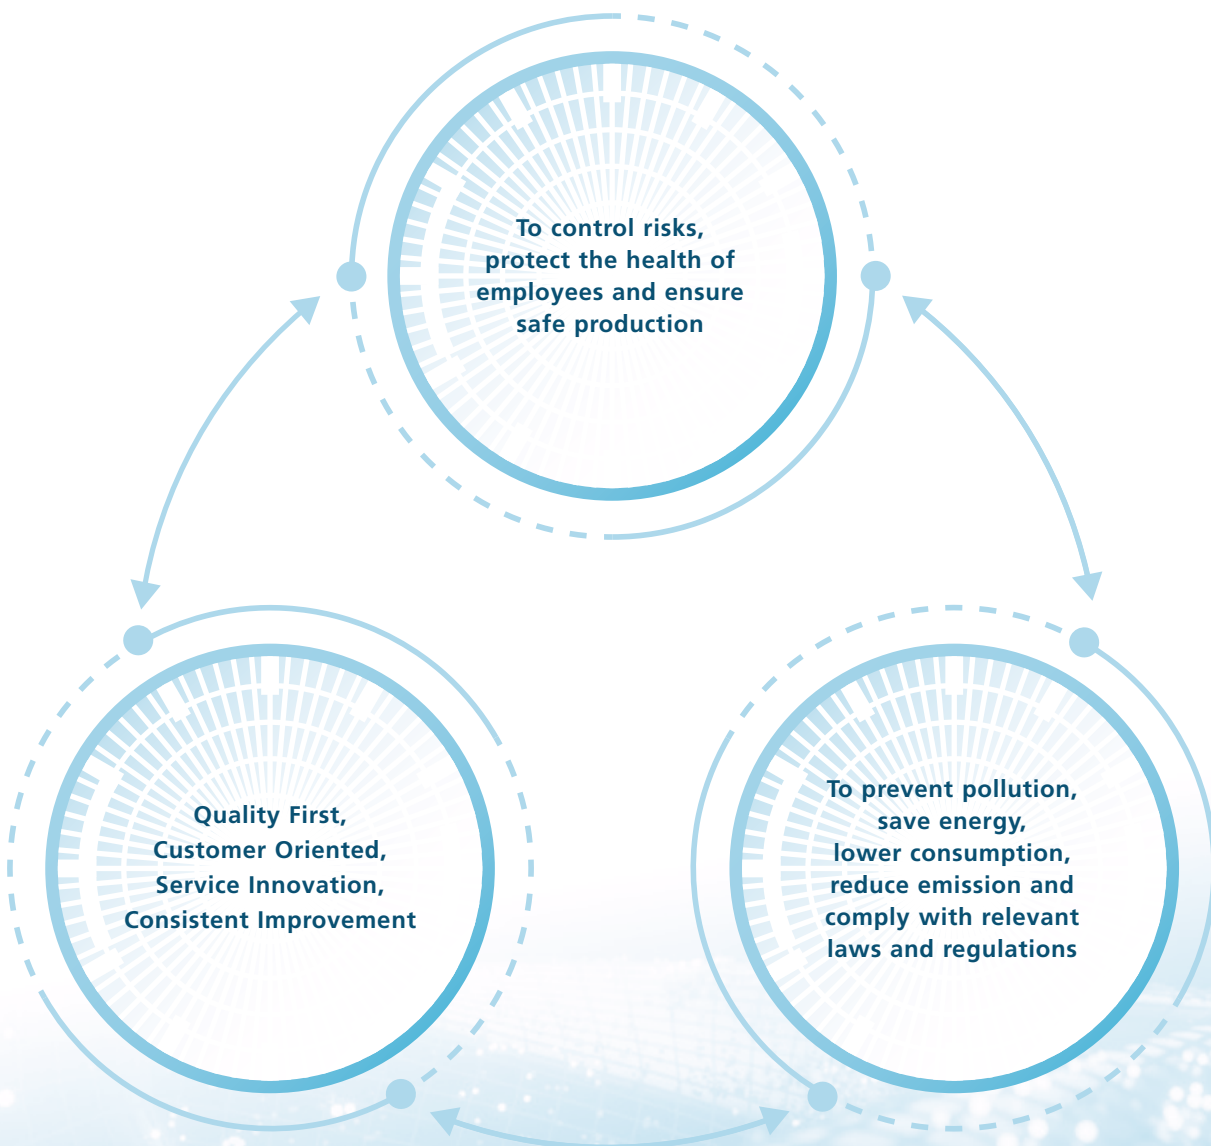 To control risks,
protect the health of
employees and ensure
safe production
Quality First,
Customer Oriented,
Service Innovation,
Consistent Improvement
To prevent pollution,
save energy,
lower consumption,
reduce emission and
comply with relevant
laws and regulations